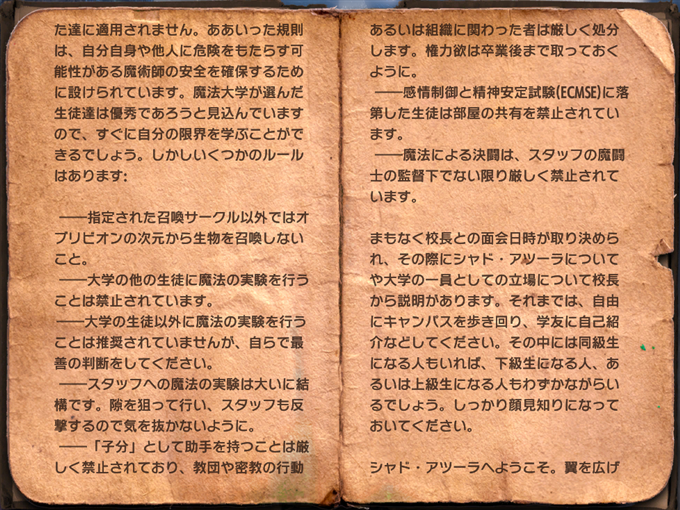 た達に適用されません。ああいった規則
は、自分自身や他人に危険をもたらす可
能性がある魔術師の安全を確保するため
に設けられています。魔法大学が選んだ
生徒達は優秀であろうと見込んでいます
ので、すぐに自分の限界を学ぶことがで
きるでしょう。しかしいくつかのルール
はあります:
――指定された召喚サークル以外ではオ
ブリビオンの次元から生物を召喚しない
こと。
――大学の他の生徒に魔法の実験を行う
ことは禁止されています。
――大学の生徒以外に魔法の実験を行う
ことは推奨されていませんが、自らで最
善の判断をしてください。
――スタッフへの魔法の実験は大いに結
構です。隙を狙って行い、スタッフも反
撃するので気を抜かないように。
――「子分」として助手を持つことは厳
しく禁止されており、教団や密教の行動
あるいは組織に関わった者は厳しく処分
します。権力欲は卒業後まで取っておく
ように。
――感情制御と精神安定試験(ECMSE)に落
第した生徒は部屋の共有を禁止されてい
ます。
――魔法による決闘は、スタッフの魔闘
士の監督下でない限り厳しく禁止されて
います。
まもなく校長との面会日時が取り決めら
れ、その際にシャド・アツーラについて
や大学の一員としての立場について校長
から説明があります。それまでは、自由
にキャンパスを歩き回り、学友に自己紹
介などしてください。その中には同級生
になる人もいれば、下級生になる人、あ
るいは上級生になる人もわずかながらい
るでしょう。しっかり顔見知りになって
おいてください。
シャド・アツーラへようこそ。翼を広げ